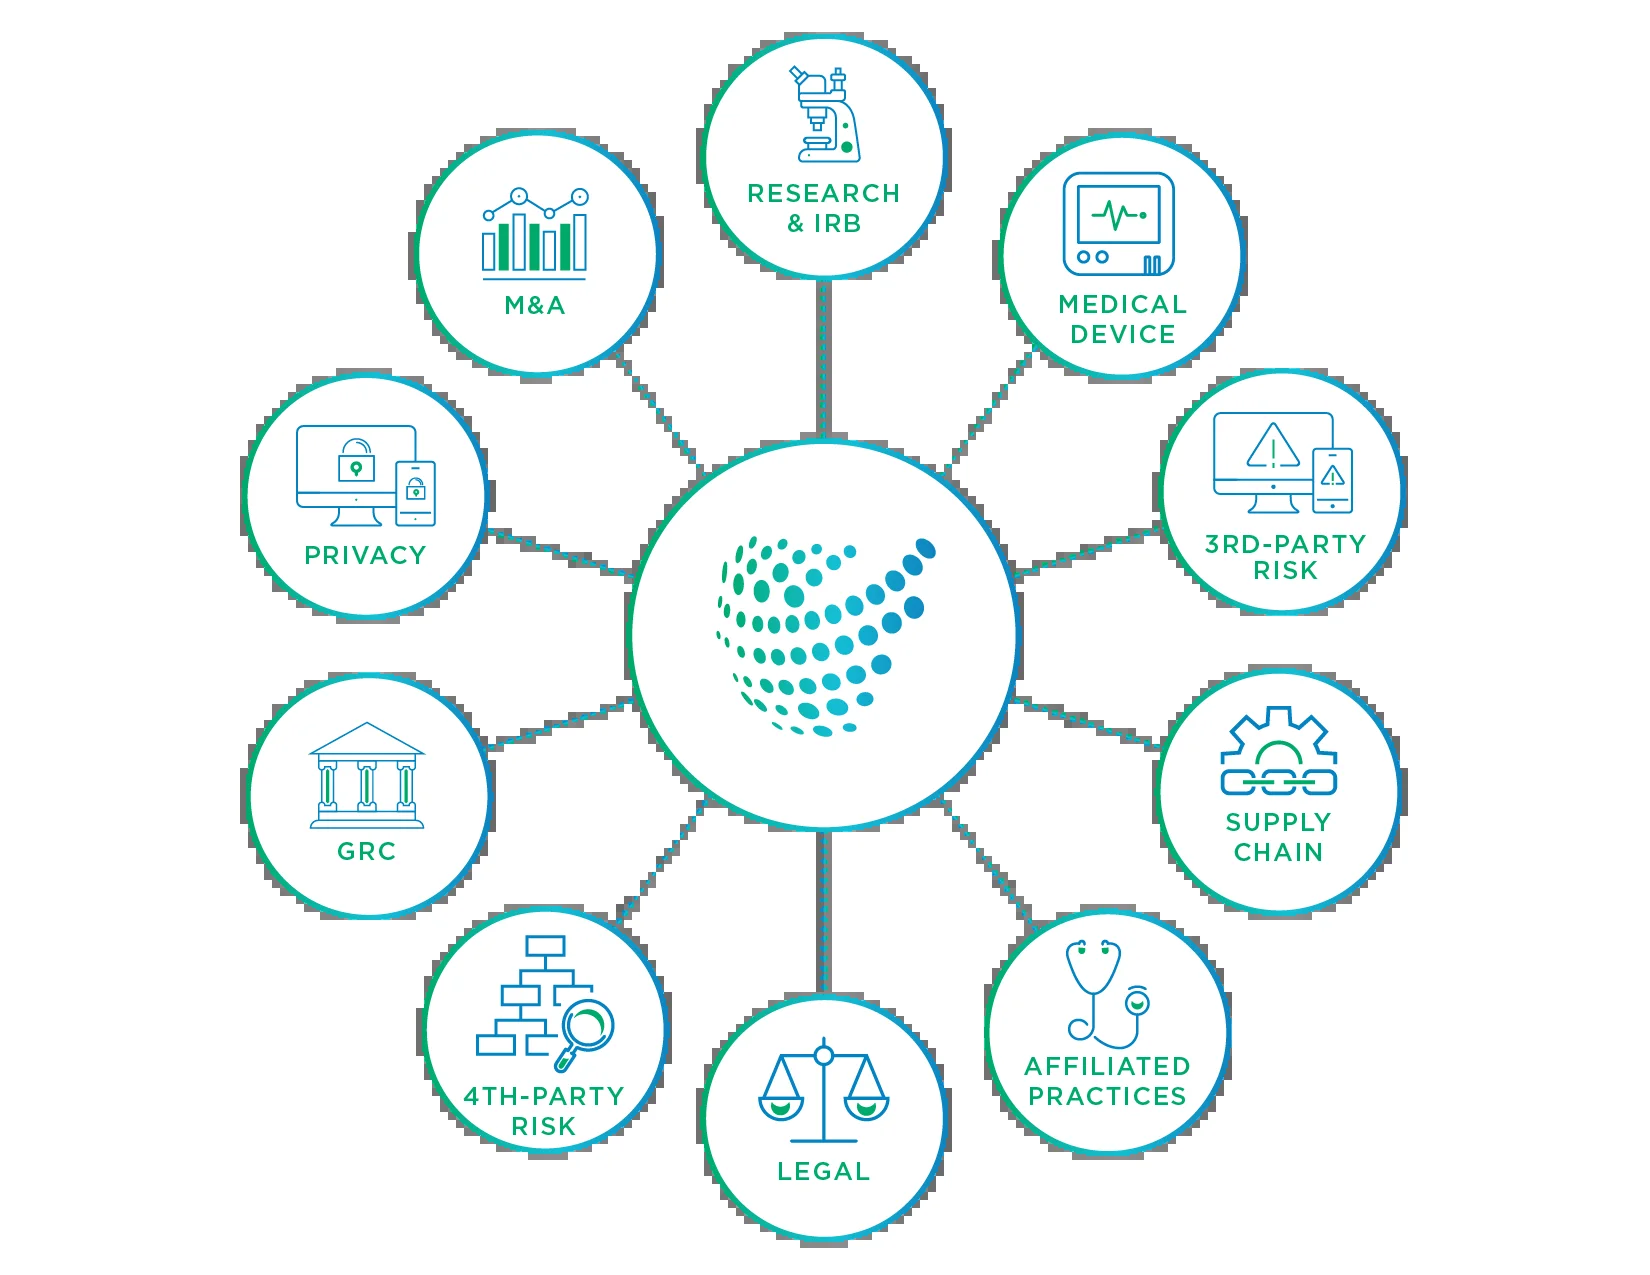 RESEARCH
& IRB
MEDICAL
DEVICE
3RD-PARTY
RISK
SUPPLY
CHAIN
AFFILIATED
PRACTICES
LEGAL
4TH-PARTY
RISK
GRC
PRIVACY
M&A